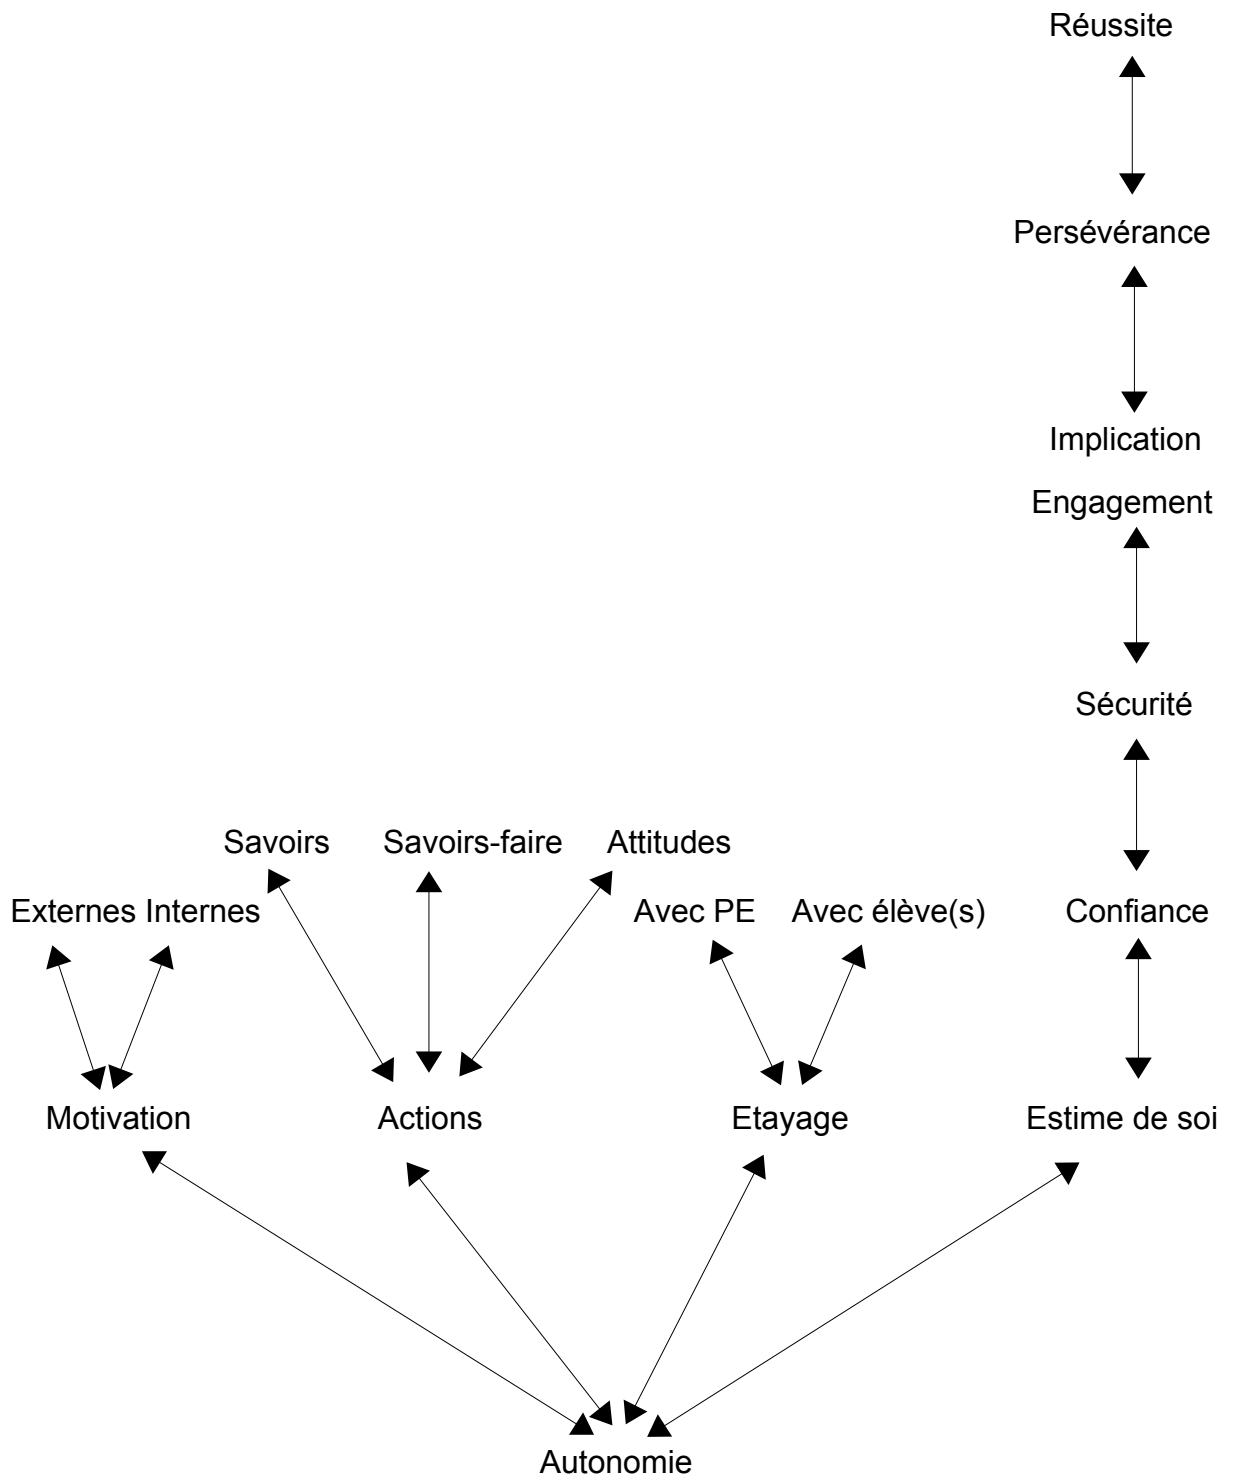 Réussite
Persévérance
Implication
Engagement
Sécurité
Savoirs Savoirs-faire Attitudes
Externes Internes Avec PE Avec élève(s) Confiance
Motivation Actions Etayage Estime de soi
Autonomie